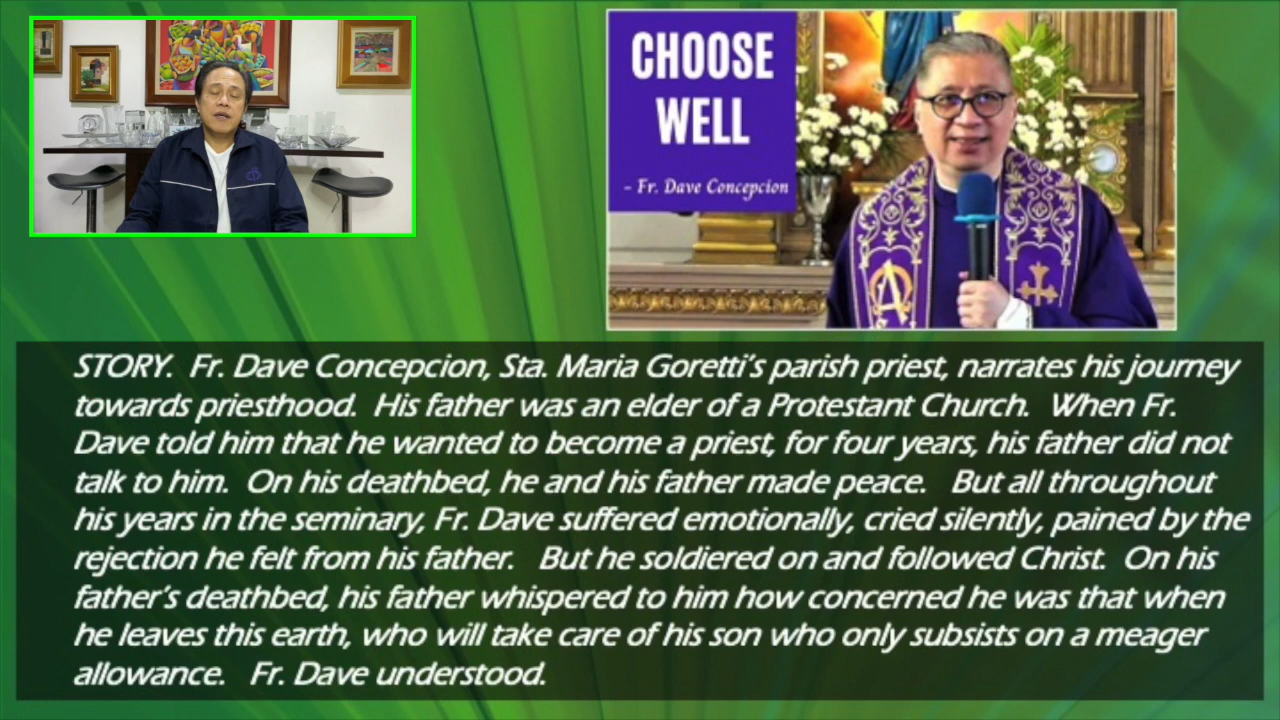 CHOOSE
WELL
- Fr. Dave Concepcion
STORY. Fr. Dave Concepcion, Sta. Maria Goretti's parish priest, narrates his journey
towards priesthood. His father was an elder of a Protestant Church. When Fr.
Dave told him that he wanted to become a priest, for four years, his father did not
talk to him. On his deathbed, he and his father made peace. But all throughout
his years in the seminary, Fr. Dave suffered emotionally, cried silently, pained by the
rejection he felt from his father. But he soldiered on and followed Christ. On his
father's deathbed, his father whispered to him how concerned he was that when
he leaves this earth, who will take care of his son who only subsists on a meager
allowance. Fr. Dave understood.